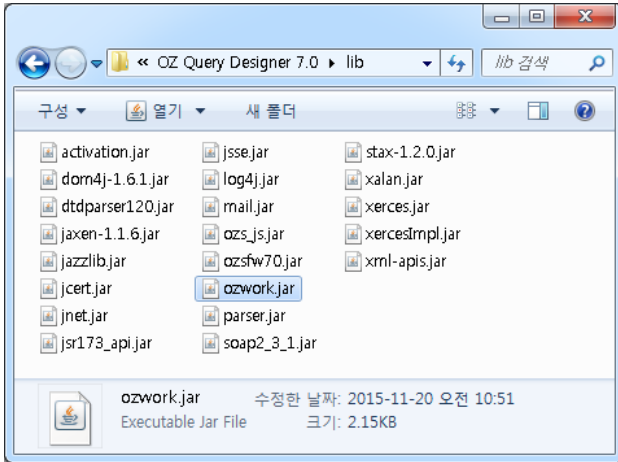 « OZ Query Designer 7.0 ▸ lib
lib 검색
구성 ▼ 열기 ▼ 새 폴더
activation.jar
dom4j-1.6.1.jar
dtdparser120.jar
jaxen-1.1.6.jar
jazzlib.jar
jcert.jar
jnet.jar
jsr173_api.jar
jsse.jar
log4j.jar
mail.jar
ozs_js.jar
ozsfw70.jar
ozwork.jar
parser.jar
soap2_3_1.jar
stax-1.2.0.jar
xalan.jar
xerces.jar
xercesImpl.jar
xml-apis.jar
ozwork.jar 수정한 날짜: 2015-11-20 오전 10:51
Executable Jar File 크기: 2.15KB